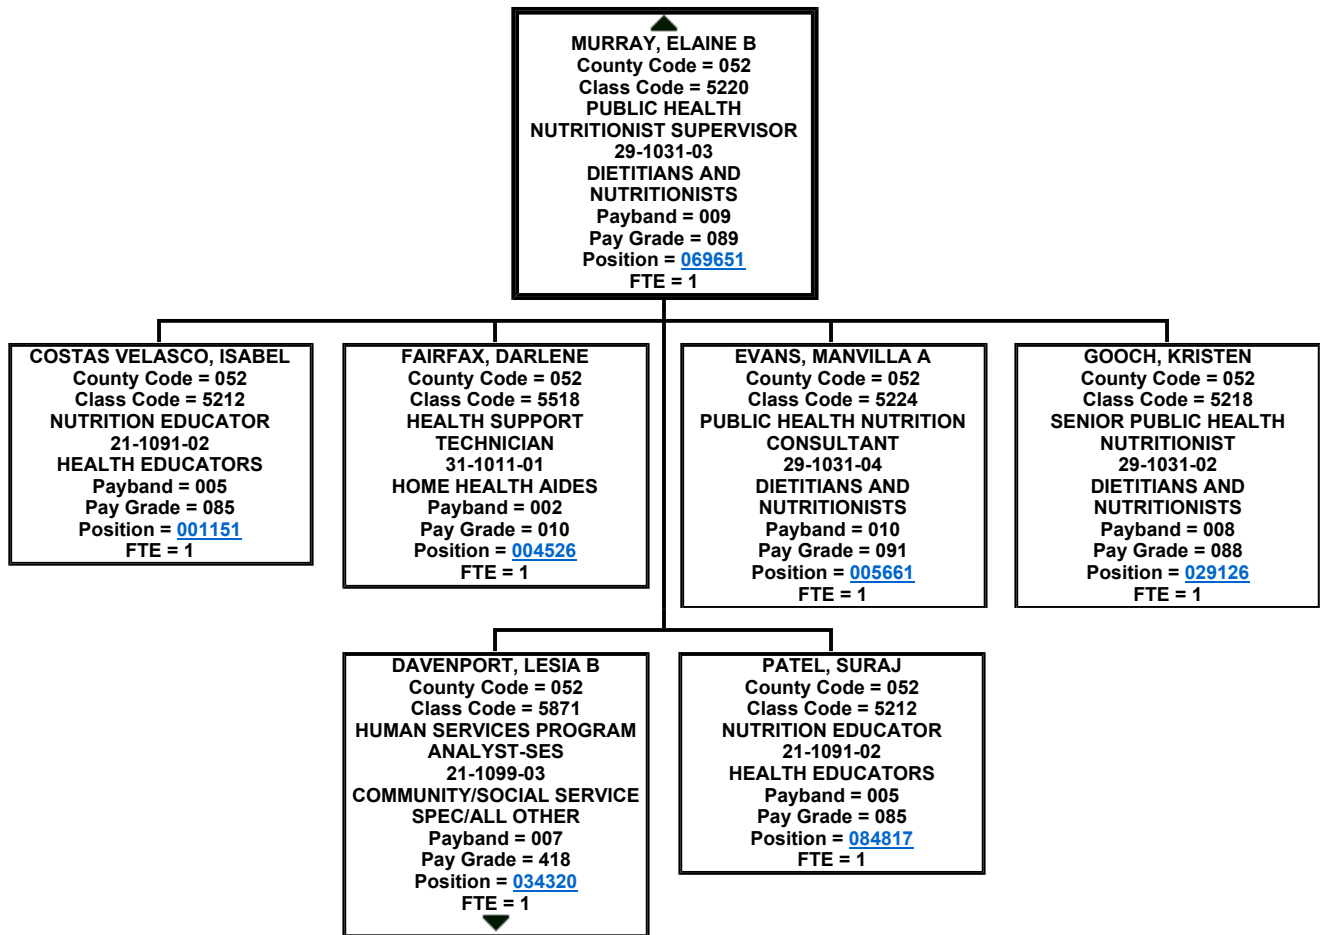 MURRAY, ELAINE B
County Code = 052
Class Code = 5220
PUBLIC HEALTH
NUTRITIONIST SUPERVISOR
29-1031-03
DIETITIANS AND
NUTRITIONISTS
Payband = 009
Pay Grade = 089
Position = 069651
FTE = 1
COSTAS VELASCO, ISABEL
County Code = 052
Class Code = 5212
NUTRITION EDUCATOR
21-1091-02
HEALTH EDUCATORS
Payband = 005
Pay Grade = 085
Position = 001151
FTE = 1
FAIRFAX, DARLENE
County Code = 052
Class Code = 5518
HEALTH SUPPORT
TECHNICIAN
31-1011-01
HOME HEALTH AIDES
Payband = 002
Pay Grade = 010
Position = 004526
FTE = 1
EVANS, MANVILLA A
County Code = 052
Class Code = 5224
PUBLIC HEALTH NUTRITION
CONSULTANT
29-1031-04
DIETITIANS AND
NUTRITIONISTS
Payband = 010
Pay Grade = 091
Position = 005661
FTE = 1
GOOCH, KRISTEN
County Code = 052
Class Code = 5218
SENIOR PUBLIC HEALTH
NUTRITIONIST
29-1031-02
DIETITIANS AND
NUTRITIONISTS
Payband = 008
Pay Grade = 088
Position = 029126
FTE = 1
DAVENPORT, LESIA B
County Code = 052
Class Code = 5871
HUMAN SERVICES PROGRAM
ANALYST-SES
21-1099-03
COMMUNITY/SOCIAL SERVICE
SPEC/ALL OTHER
Payband = 007
Pay Grade = 418
Position = 034320
FTE = 1
PATEL, SURAJ
County Code = 052
Class Code = 5212
NUTRITION EDUCATOR
21-1091-02
HEALTH EDUCATORS
Payband = 005
Pay Grade = 085
Position = 084817
FTE = 1